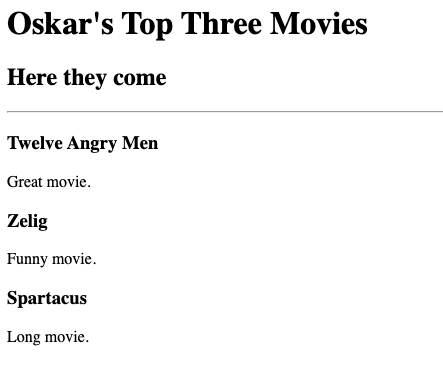 Oskar's Top Three Movies
Here they come
Twelve Angry Men
Great movie.
Zelig
Funny movie.
Spartacus
Long movie.